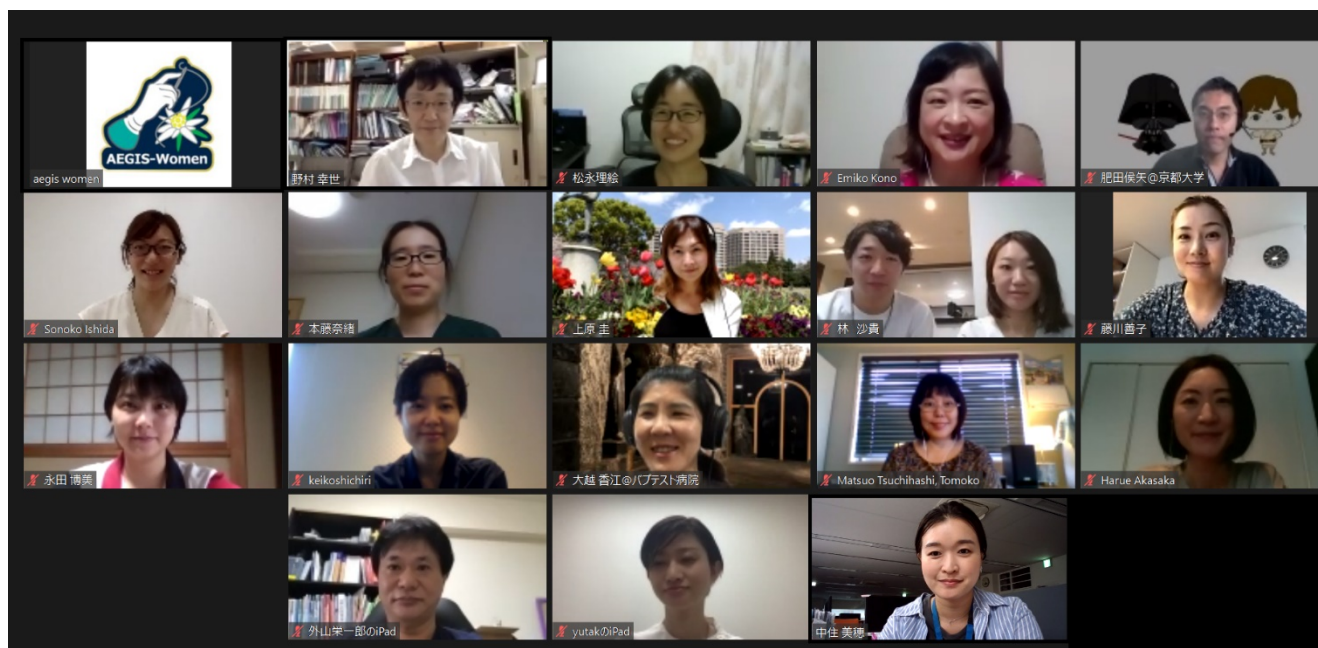 AEGIS-Women
aegis women
野村 幸世
松永理絵
Emiko Kono
肥田侯矢@京都大学
Sonoko Ishida
本藤奈緒
上原 圭
林 沙貴
藤川善子
永田 博美
keikoshichiri
大越 香江@バプテスト病院
Matsuo Tsuchihashi, Tomoko
Harue Akasaka
外山栄一郎のiPad
yutakのiPad
中住 美穂